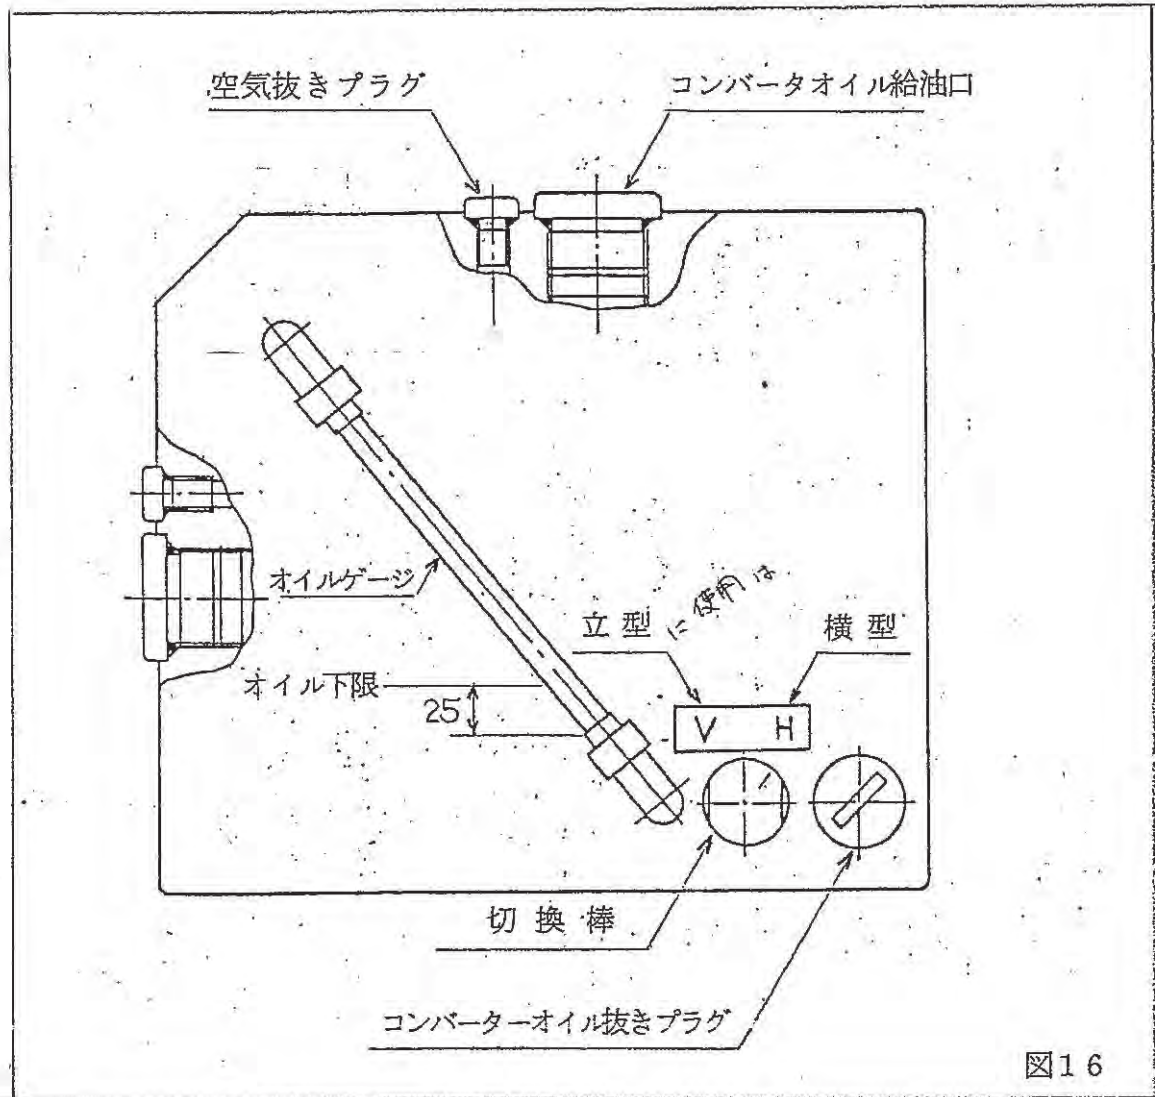 空気抜きプラグ
コンバータオイル給油口
オイルゲージ
に使用は
立型
横型
オイル下限
25
V H
切換棒
コンバーターオイル抜きプラグ
図16